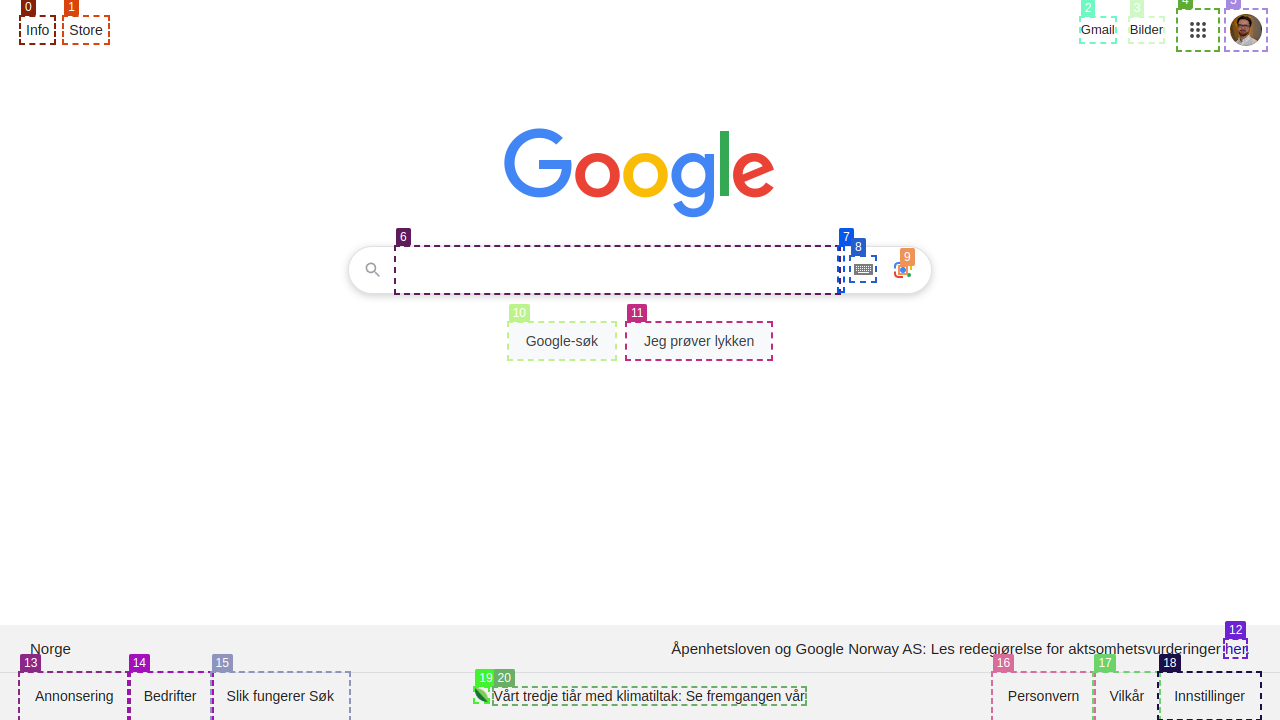 0 1 2 3 4 5
Info Store Gmail Bilder
Google
6 7 8 9
10 11
Google-søk Jeg prøver lykken
12
Norge Åpenhetsloven og Google Norway AS: Les redegjørelse for aktsomhetsvurderinger her.
13 14 15 19 20 16 17 18
Annonsering Bedrifter Slik fungerer Søk Vårt tredje tiår med klimatiltak: Se fremgangen vår Personvern Vilkår Innstillinger